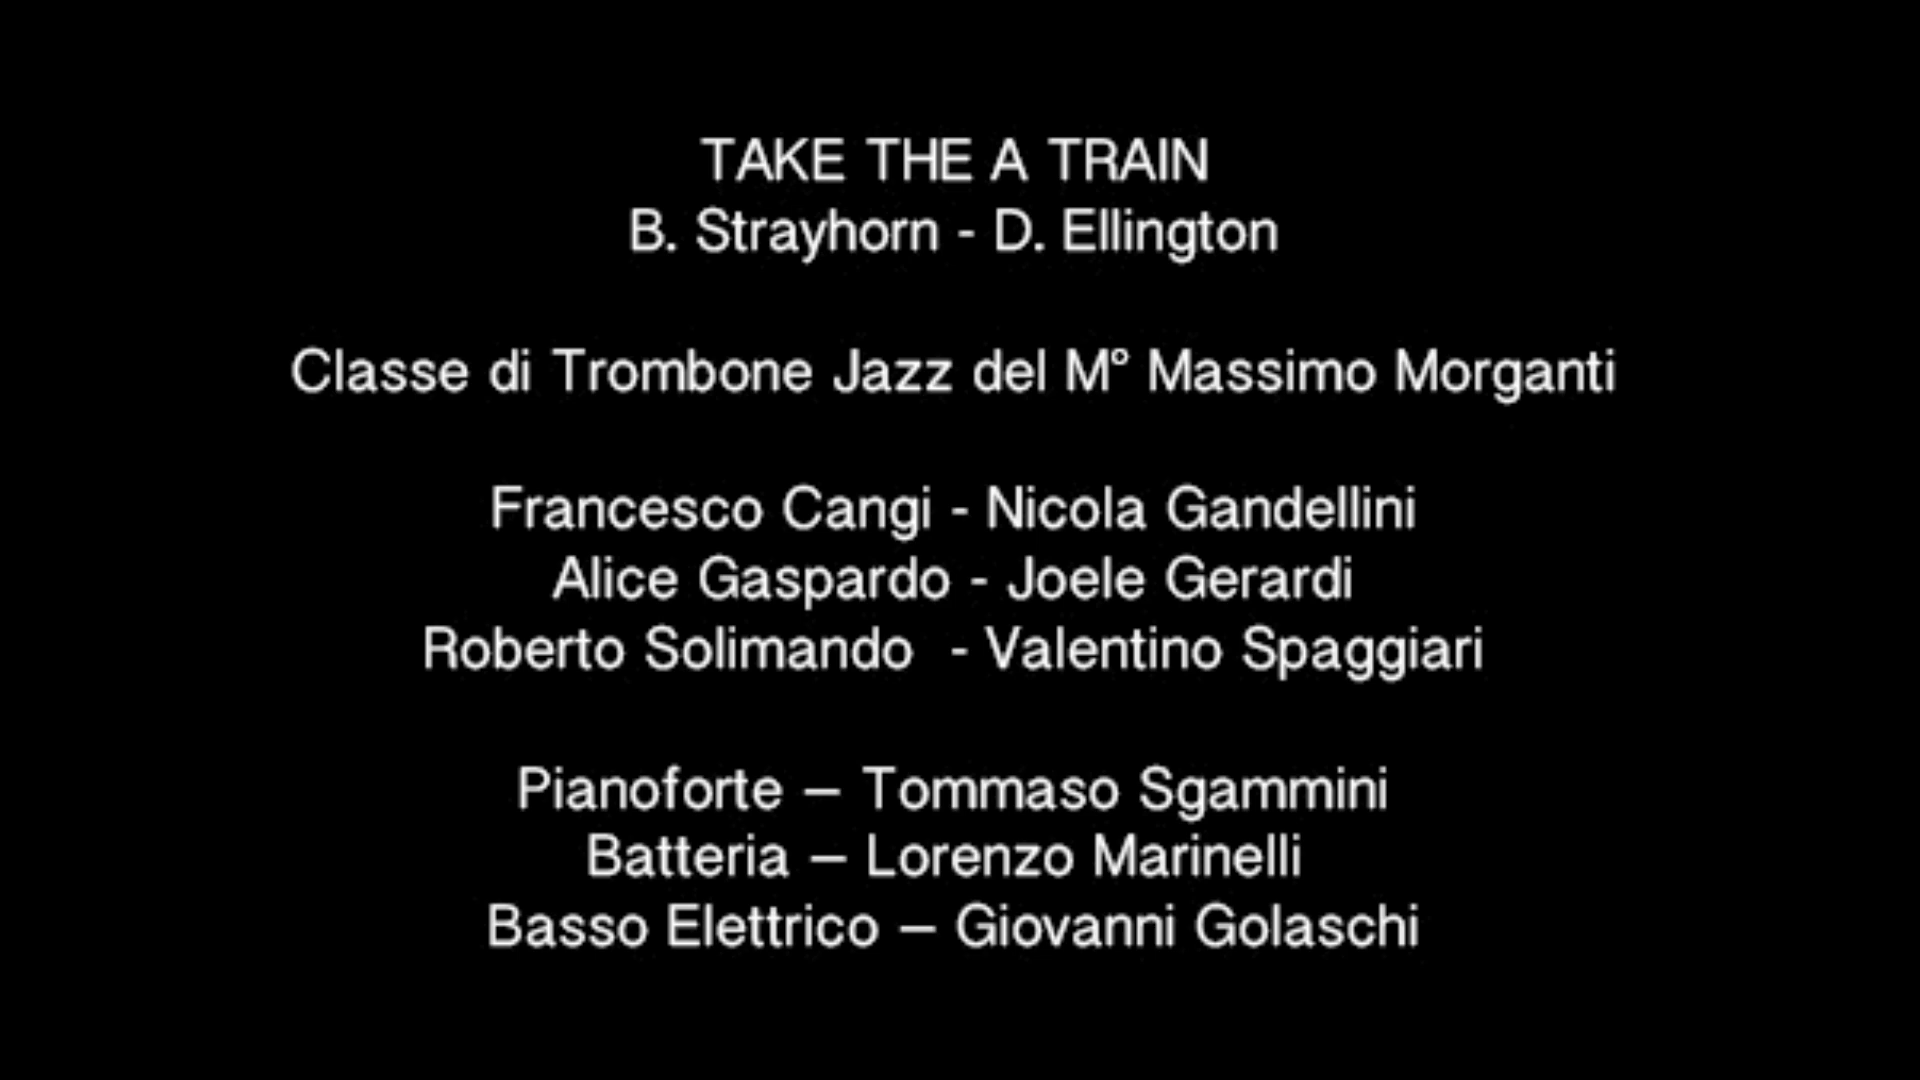 TAKE THE A TRAIN
B. Strayhorn - D. Ellington
Classe di Trombone Jazz del M° Massimo Morganti
Francesco Cangi - Nicola Gandellini
Alice Gaspardo - Joele Gerardi
Roberto Solimando  - Valentino Spaggiari
Pianoforte – Tommaso Sgammini
Batteria – Lorenzo Marinelli
Basso Elettrico – Giovanni Golaschi